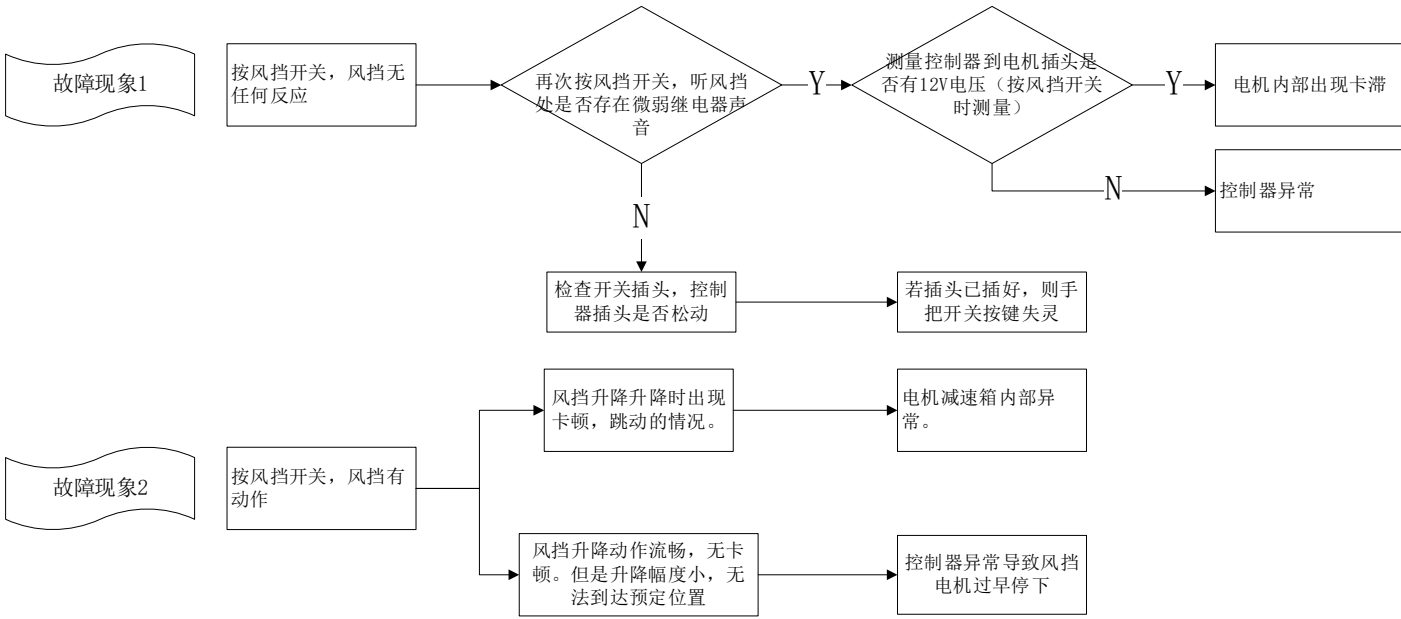 故障现象1
按风挡开关，风挡无
任何反应
再次按风挡开关，听风挡
处是否存在微弱继电器声
音
Y
测量控制器到电机插头是
否有12V电压（按风挡开关
时测量）
Y
电机内部出现卡滞
N
控制器异常
N
检查开关插头，控制
器插头是否松动
若插头已插好，则手
把开关按键失灵
故障现象2
按风挡开关，风挡有
动作
风挡升降升降时出现
卡顿，跳动的情况。
电机减速箱内部异
常。
风挡升降动作流畅，无卡
顿。但是升降幅度小，无
法到达预定位置
控制器异常导致风挡
电机过早停下